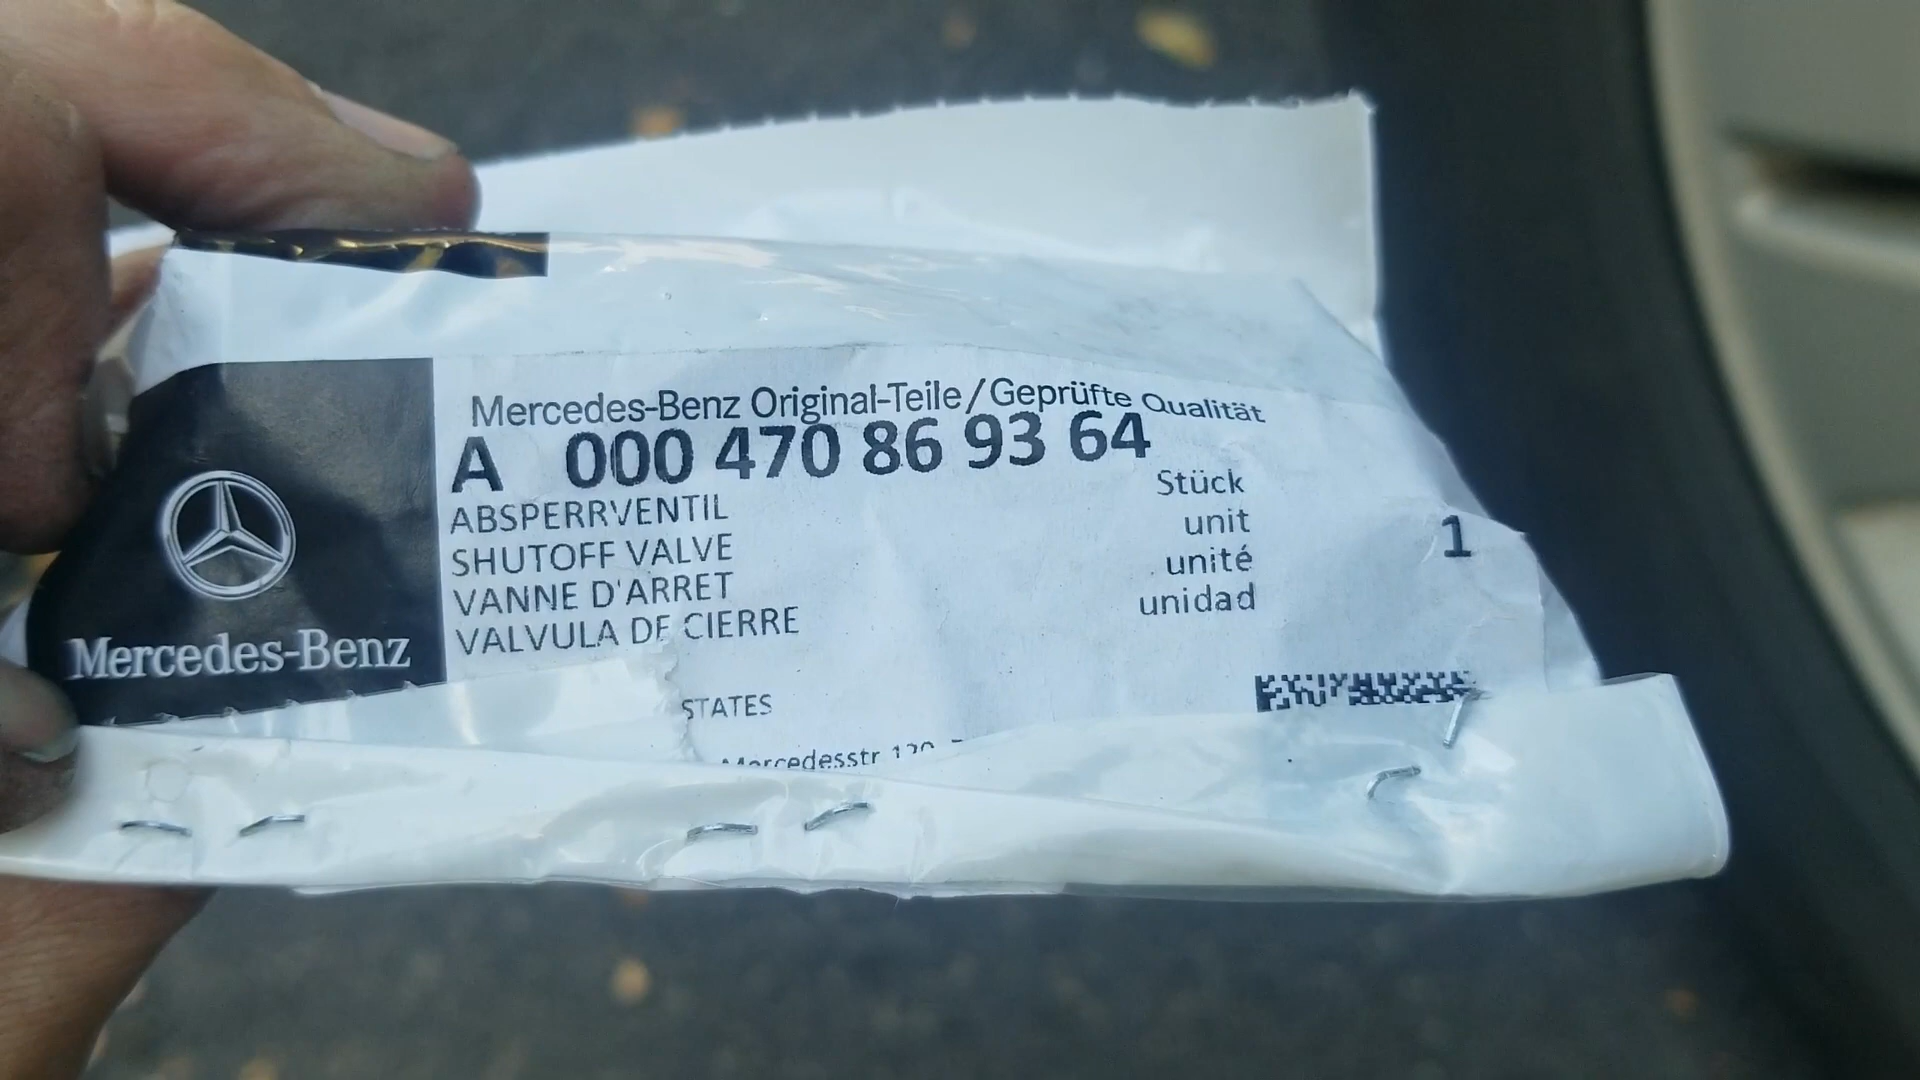 Mercedes-Benz Original-Teile/Geprüfte Qualität
A 000 470 86 93 64
ABSPERRVENTIL
SHUTOFF VALVE
VANNE D'ARRET
VALVULA DE CIERRE
Stück
unit
unité
unidad
1
Mercedes-Benz
STATES
Mercedesstr